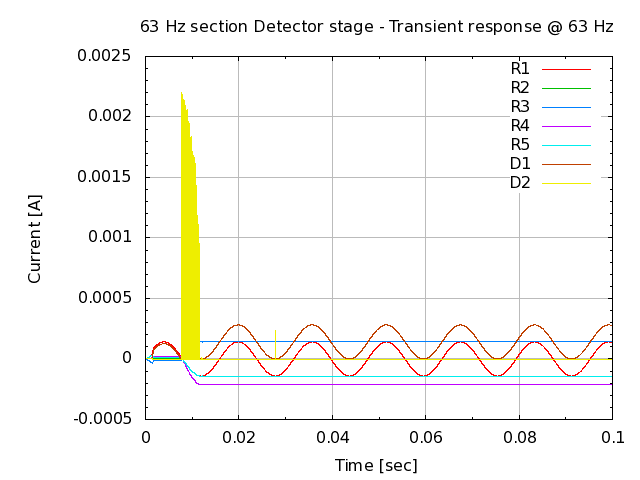 63 Hz section Detector stage - Transient response @ 63 Hz
0.0025
0.002
0.0015
0.001
0.0005
0
-0.0005
Current [A]
R1
R2
R3
R4
R5
D1
D2
0 0.02 0.04 0.06 0.08 0.1
Time [sec]